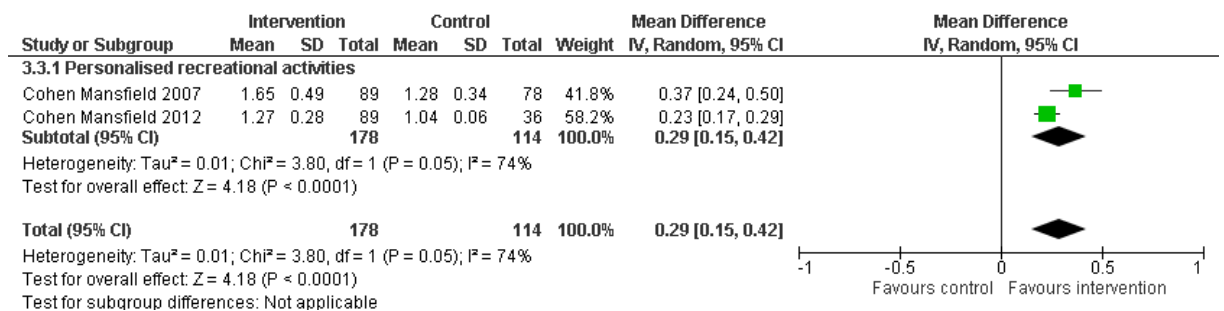 Intervention Control Mean Difference Mean Difference
Study or Subgroup Mean SD Total Mean SD Total Weight IV, Random, 95% CI IV, Random, 95% CI
3.3.1 Personalised recreational activities
Cohen Mansfield 2007 1.65 0.49 89 1.28 0.34 78 41.8% 0.37 [0.24, 0.50]
Cohen Mansfield 2012 1.27 0.28 89 1.04 0.06 36 58.2% 0.23 [0.17, 0.29]
Subtotal (95% CI) 178 114 100.0% 0.29 [0.15, 0.42]
Heterogeneity: Tau² = 0.01; Chi² = 3.80, df = 1 (P = 0.05); I² = 74%
Test for overall effect: Z = 4.18 (P < 0.0001)
Total (95% CI) 178 114 100.0% 0.29 [0.15, 0.42]
Heterogeneity: Tau² = 0.01; Chi² = 3.80, df = 1 (P = 0.05); I² = 74%
Test for overall effect: Z = 4.18 (P < 0.0001)
Test for subgroup differences: Not applicable
-1 -0.5 0 0.5 1
Favours control Favours intervention